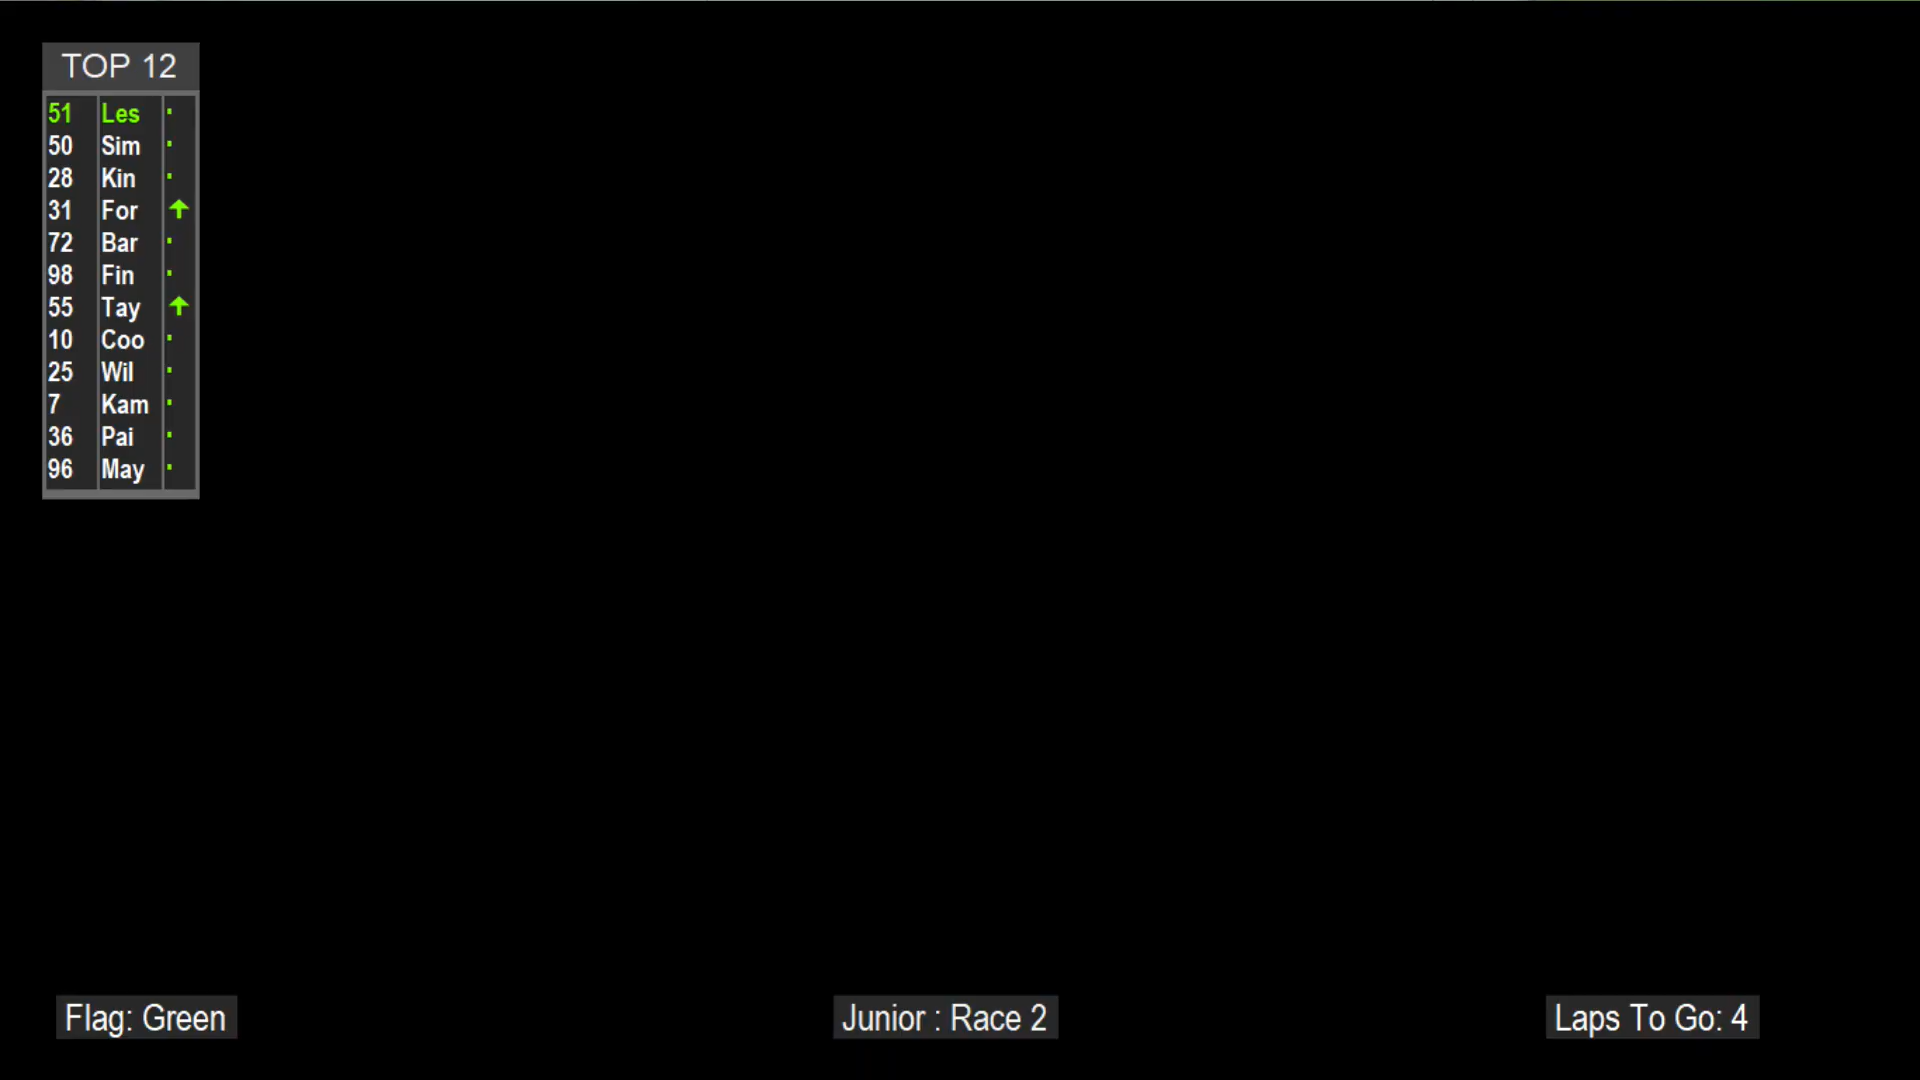 TOP 12
51 Les
50 Sim
28 Kin
31 For
72 Bar
98 Fin
55 Tay
10 Coo
25 Wil
7 Kam
36 Pai
96 May
Flag: Green
Junior : Race 2
Laps To Go: 4